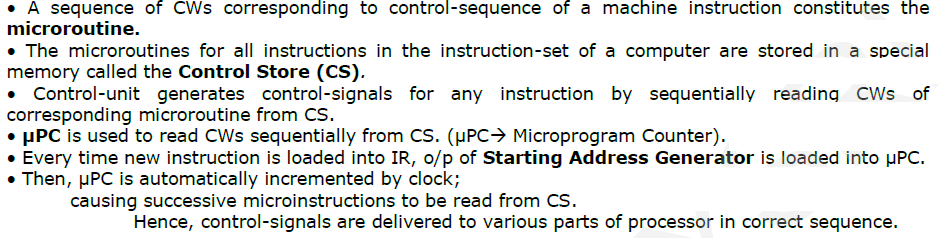 • A sequence of CWs corresponding to control-sequence of a machine instruction constitutes the
microroutine.
• The microroutines for all instructions in the instruction-set of a computer are stored in a special
memory called the Control Store (CS).
• Control-unit generates control-signals for any instruction by sequentially reading CWs of
corresponding microroutine from CS.
• µPC is used to read CWs sequentially from CS. (µPC→ Microprogram Counter).
• Every time new instruction is loaded into IR, o/p of Starting Address Generator is loaded into µPC.
• Then, µPC is automatically incremented by clock;
causing successive microinstructions to be read from CS.
Hence, control-signals are delivered to various parts of processor in correct sequence.